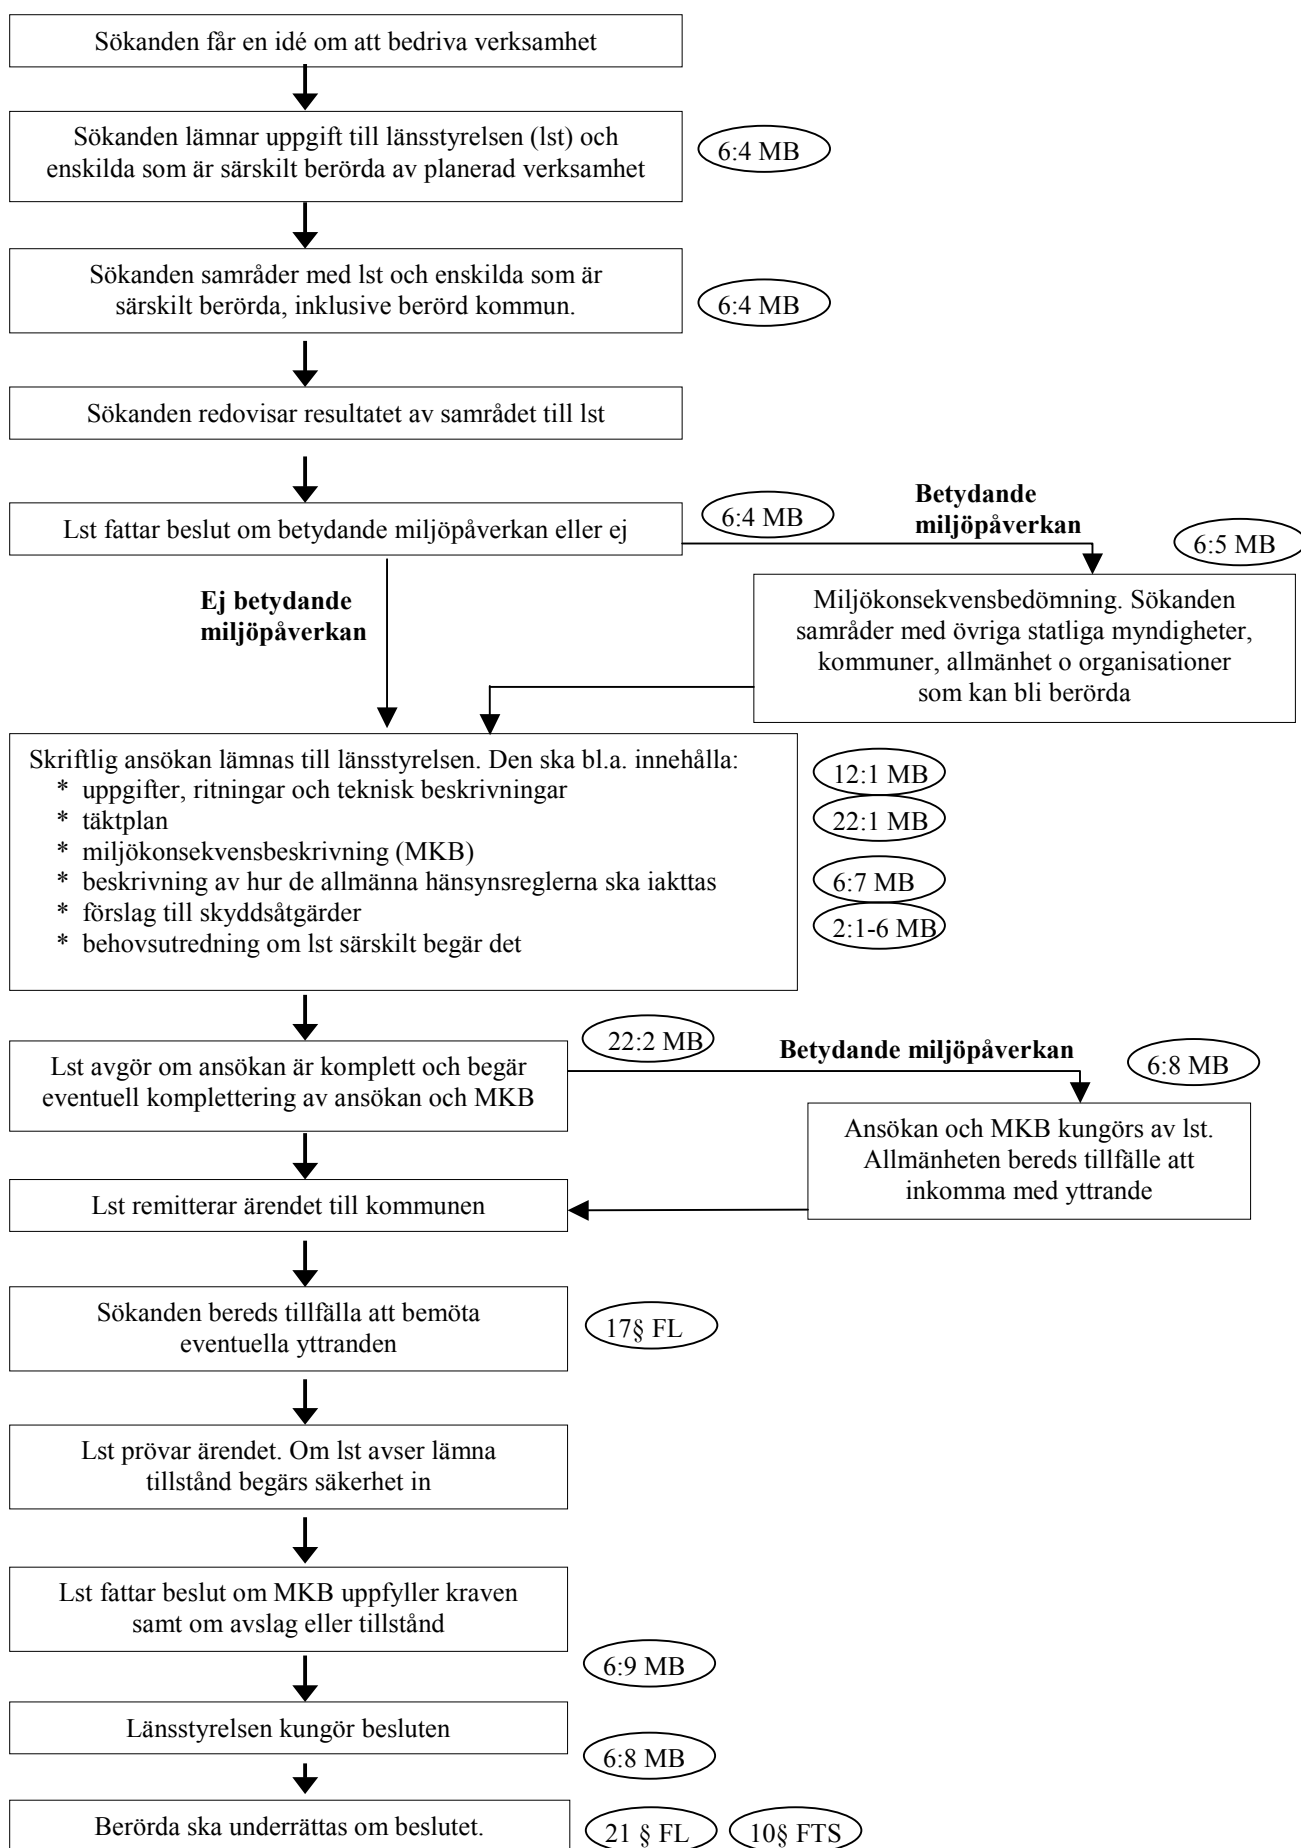 Sökanden får en idé om att bedriva verksamhet
Sökanden lämnar uppgift till länsstyrelsen (lst) och
enskilda som är särskilt berörda av planerad verksamhet
6:4 MB
Sökanden samråder med lst och enskilda som är
särskilt berörda, inklusive berörd kommun.
6:4 MB
Sökanden redovisar resultatet av samrådet till lst
Lst fattar beslut om betydande miljöpåverkan eller ej
6:4 MB
Betydande
miljöpåverkan
6:5 MB
Ej betydande
miljöpåverkan
Miljökonsekvensbedömning. Sökanden
samråder med övriga statliga myndigheter,
kommuner, allmänhet o organisationer
som kan bli berörda
Skriftlig ansökan lämnas till länsstyrelsen. Den ska bl.a. innehålla:
* uppgifter, ritningar och teknisk beskrivningar
* täktplan
* miljökonsekvensbeskrivning (MKB)
* beskrivning av hur de allmänna hänsynsreglerna ska iakttas
* förslag till skyddsåtgärder
* behovsutredning om lst särskilt begär det
12:1 MB
22:1 MB
6:7 MB
2:1-6 MB
Lst avgör om ansökan är komplett och begär
eventuell komplettering av ansökan och MKB
22:2 MB
Betydande miljöpåverkan
6:8 MB
Ansökan och MKB kungörs av lst.
Allmänheten bereds tillfälle att
inkomma med yttrande
Lst remitterar ärendet till kommunen
Sökanden bereds tillfälla att bemöta
eventuella yttranden
17§ FL
Lst prövar ärendet. Om lst avser lämna
tillstånd begärs säkerhet in
Lst fattar beslut om MKB uppfyller kraven
samt om avslag eller tillstånd
6:9 MB
Länsstyrelsen kungör besluten
6:8 MB
Berörda ska underrättas om beslutet.
21 § FL
10§ FTS